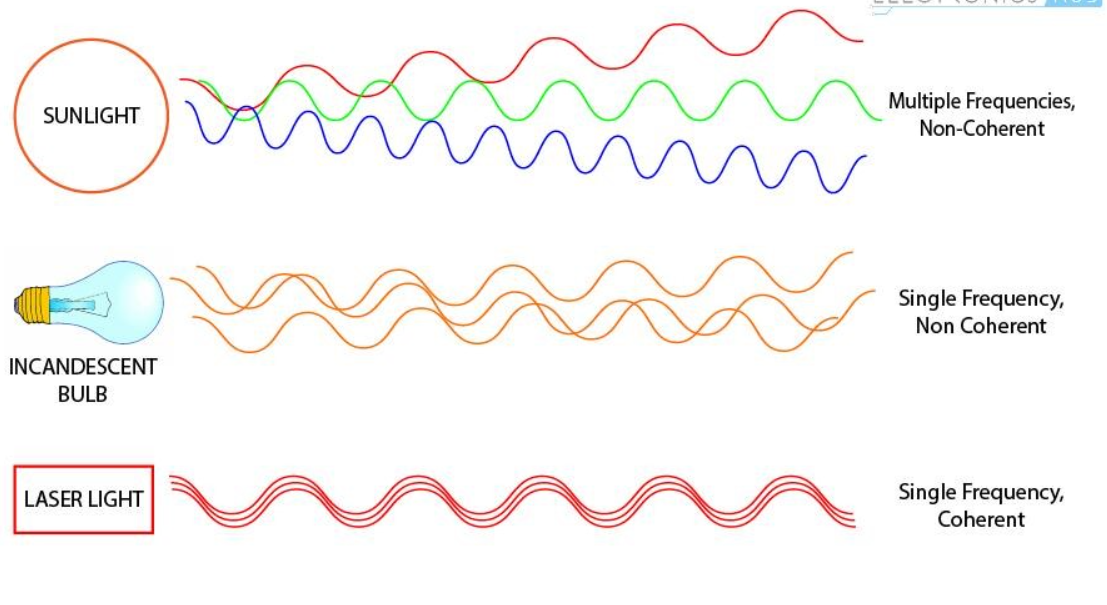 SUNLIGHT
Multiple Frequencies,
Non-Coherent
INCANDESCENT
BULB
Single Frequency,
Non Coherent
LASER LIGHT
Single Frequency,
Coherent